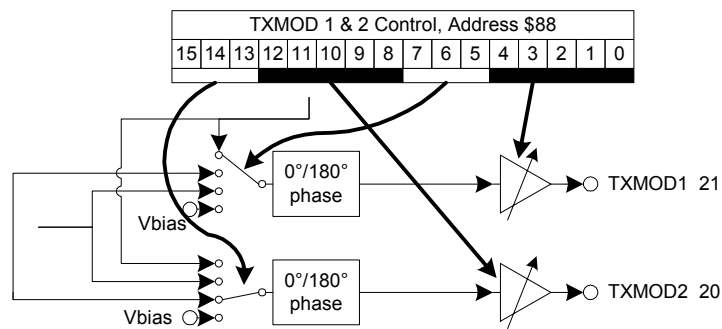 TXMOD 1 & 2 Control, Address $88
15 14 13 12 11 10 9 8 7 6 5 4 3 2 1 0
0°/180°
phase
TXMOD1 21
Vbias
0°/180°
phase
TXMOD2 20
Vbias